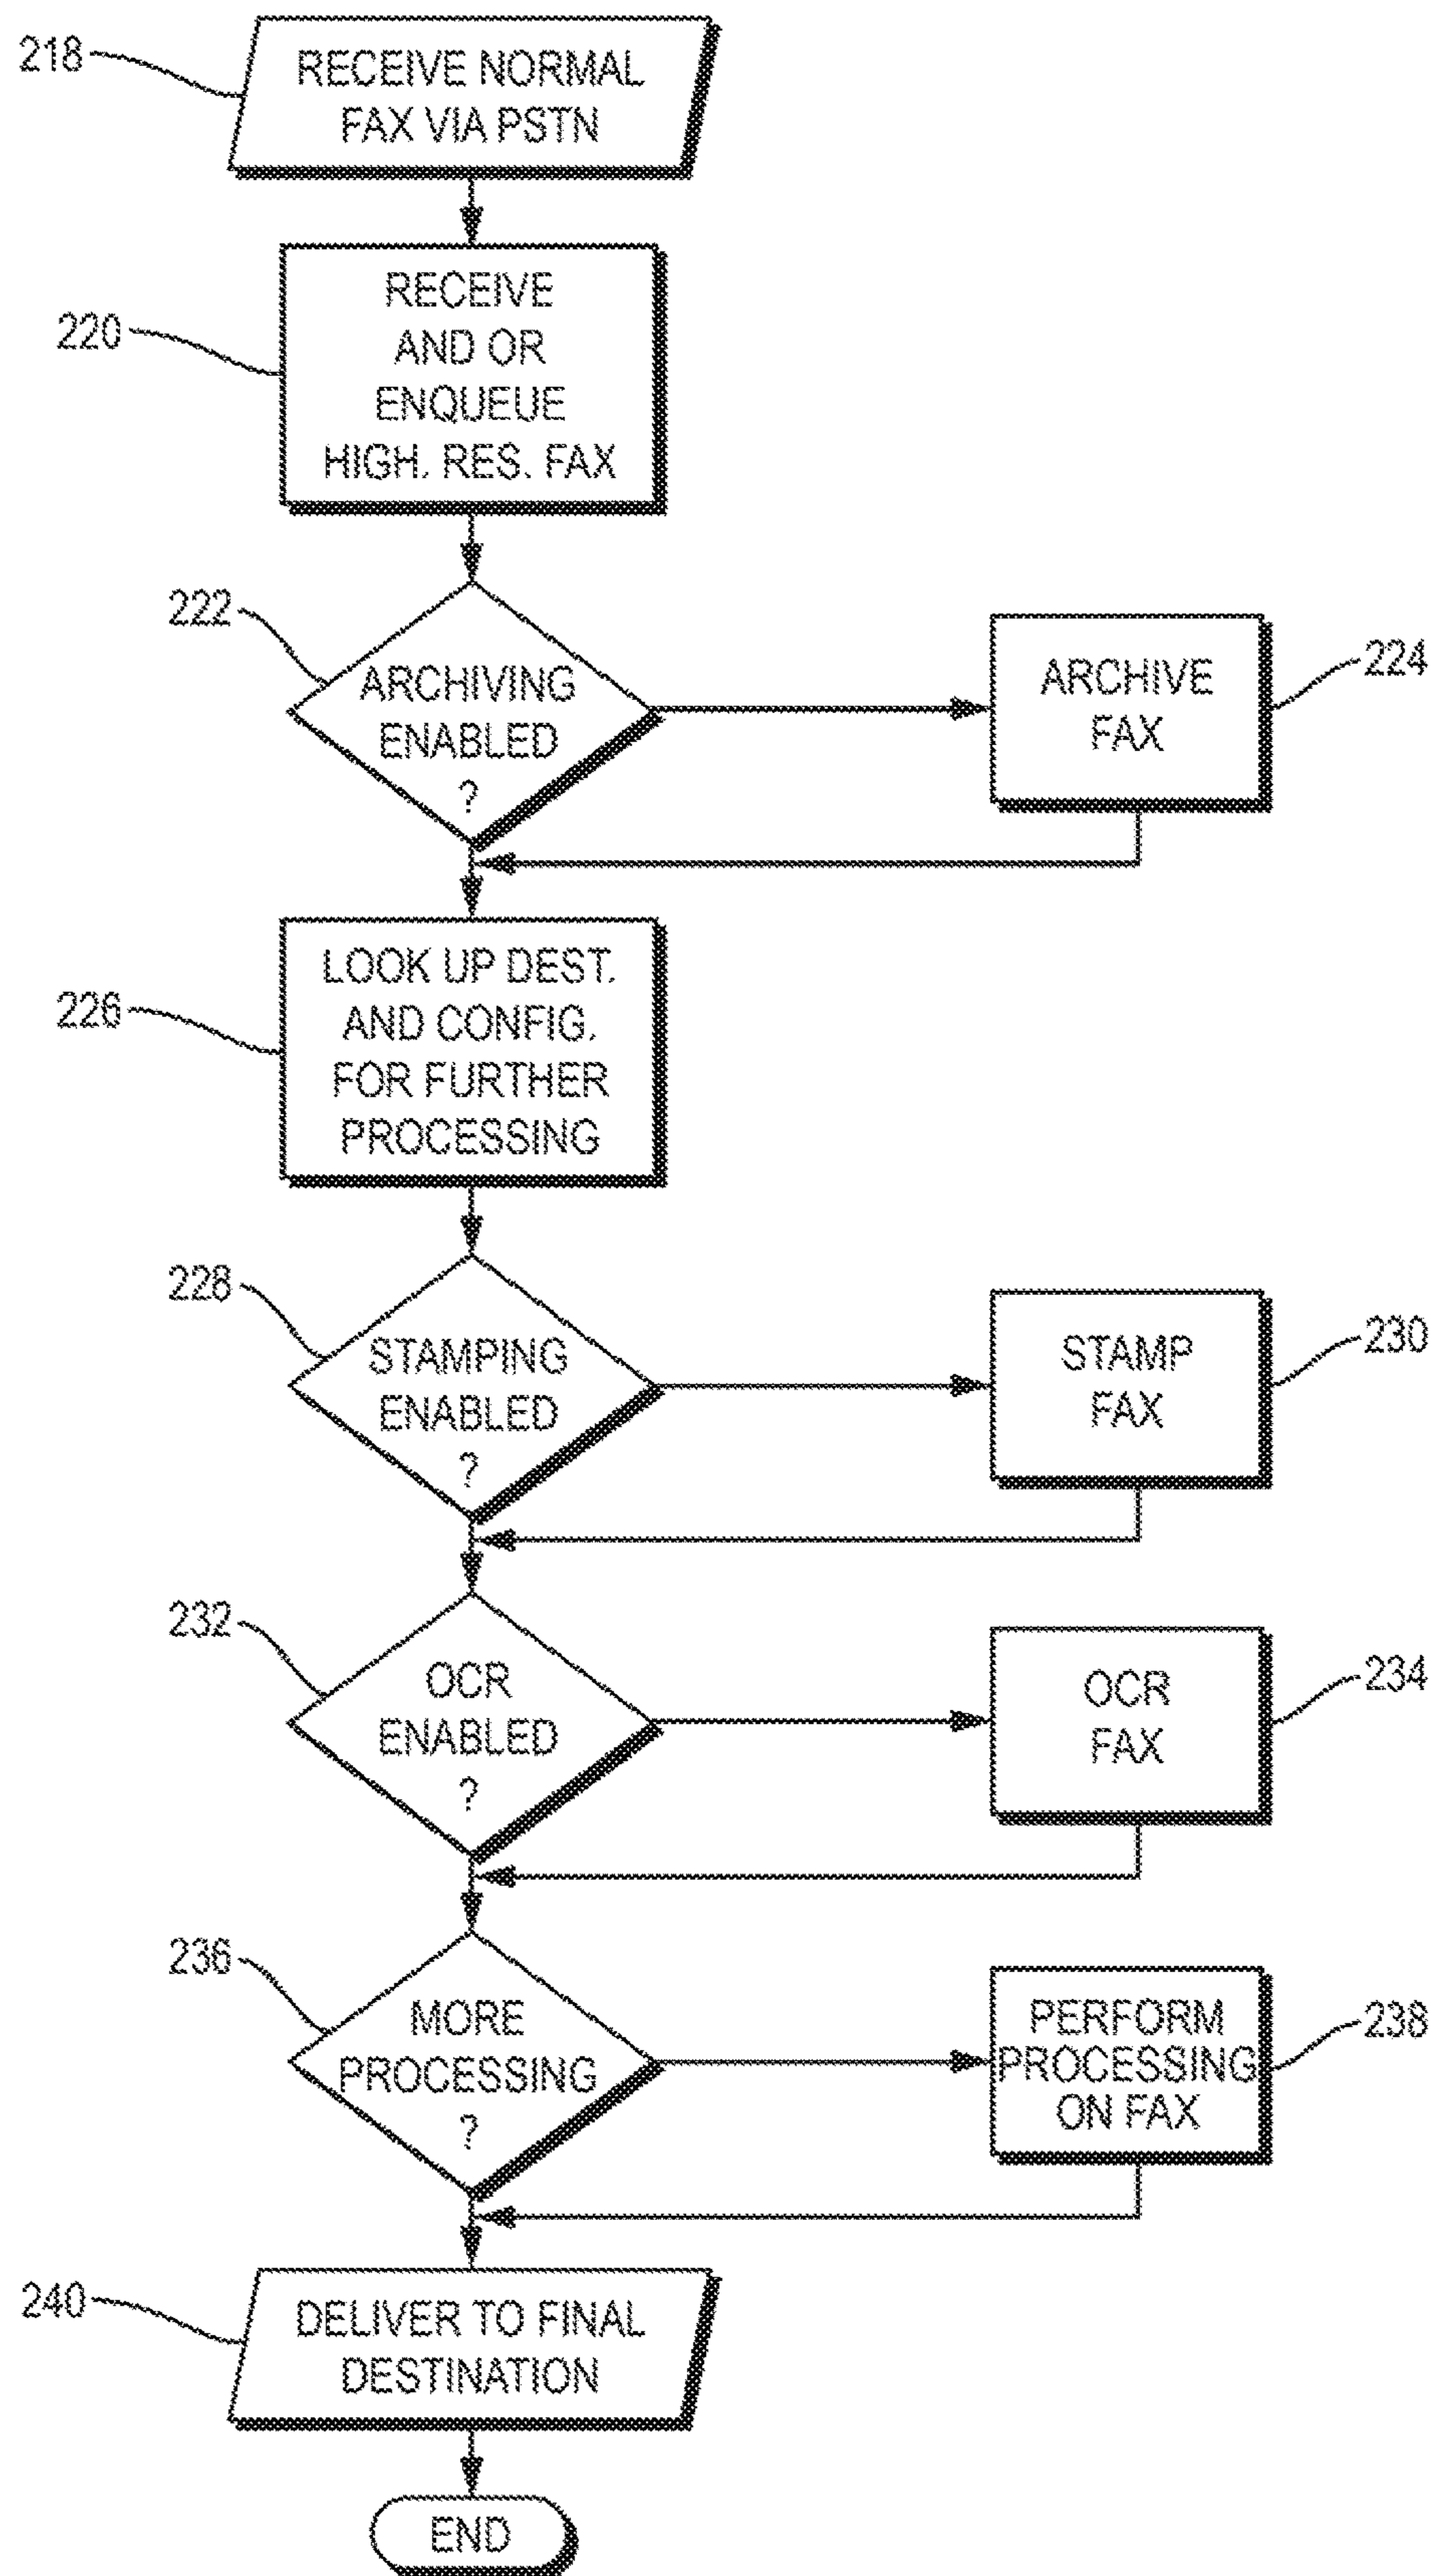 218
RECEIVE NORMAL
FAX VIA PSTN
220
RECEIVE
AND OR
ENQUEUE
HIGH. RES. FAX
222
ARCHIVING
ENABLED
?
ARCHIVE
FAX
224
226
LOOK UP DEST.
AND CONFIG.
FOR FURTHER
PROCESSING
228
STAMPING
ENABLED
?
STAMP
FAX
230
232
OCR
ENABLED
?
OCR
FAX
234
236
MORE
PROCESSING
?
PERFORM
PROCESSING
ON FAX
238
240
DELIVER TO FINAL
DESTINATION
END